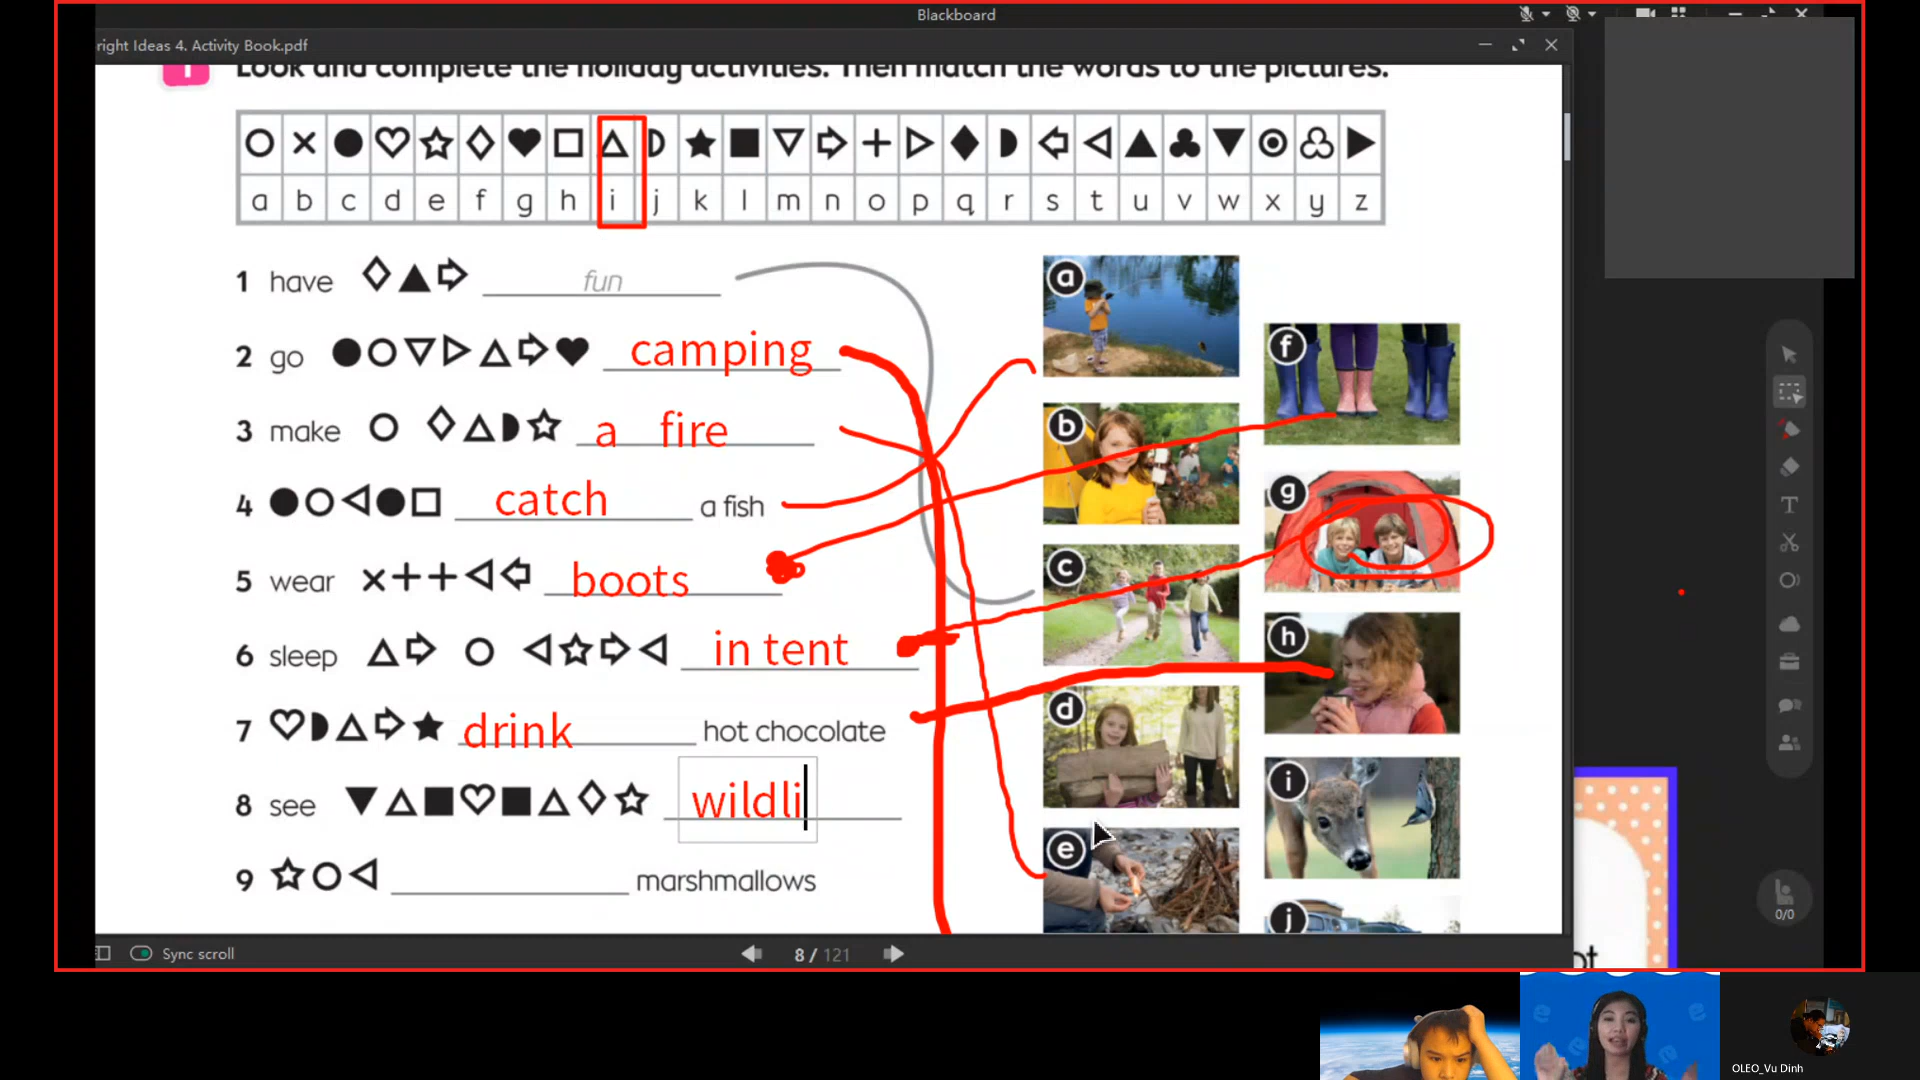 Blackboard
right Ideas 4. Activity Book.pdf
Look and complete the holiday activities. Then match the words to the pictures.
a b c d e f g h i j k l m n o p q r s t u v w x y z
1 have fun
2 go camping
3 make a fire
4 catch a fish
5 wear boots
6 sleep in tent
7 drink hot chocolate
8 see wildli
9 marshmallows
a
b
c
d
e
f
g
h
i
j
T
0/0
Sync scroll
8 / 121
OLEO_Vu Dinh